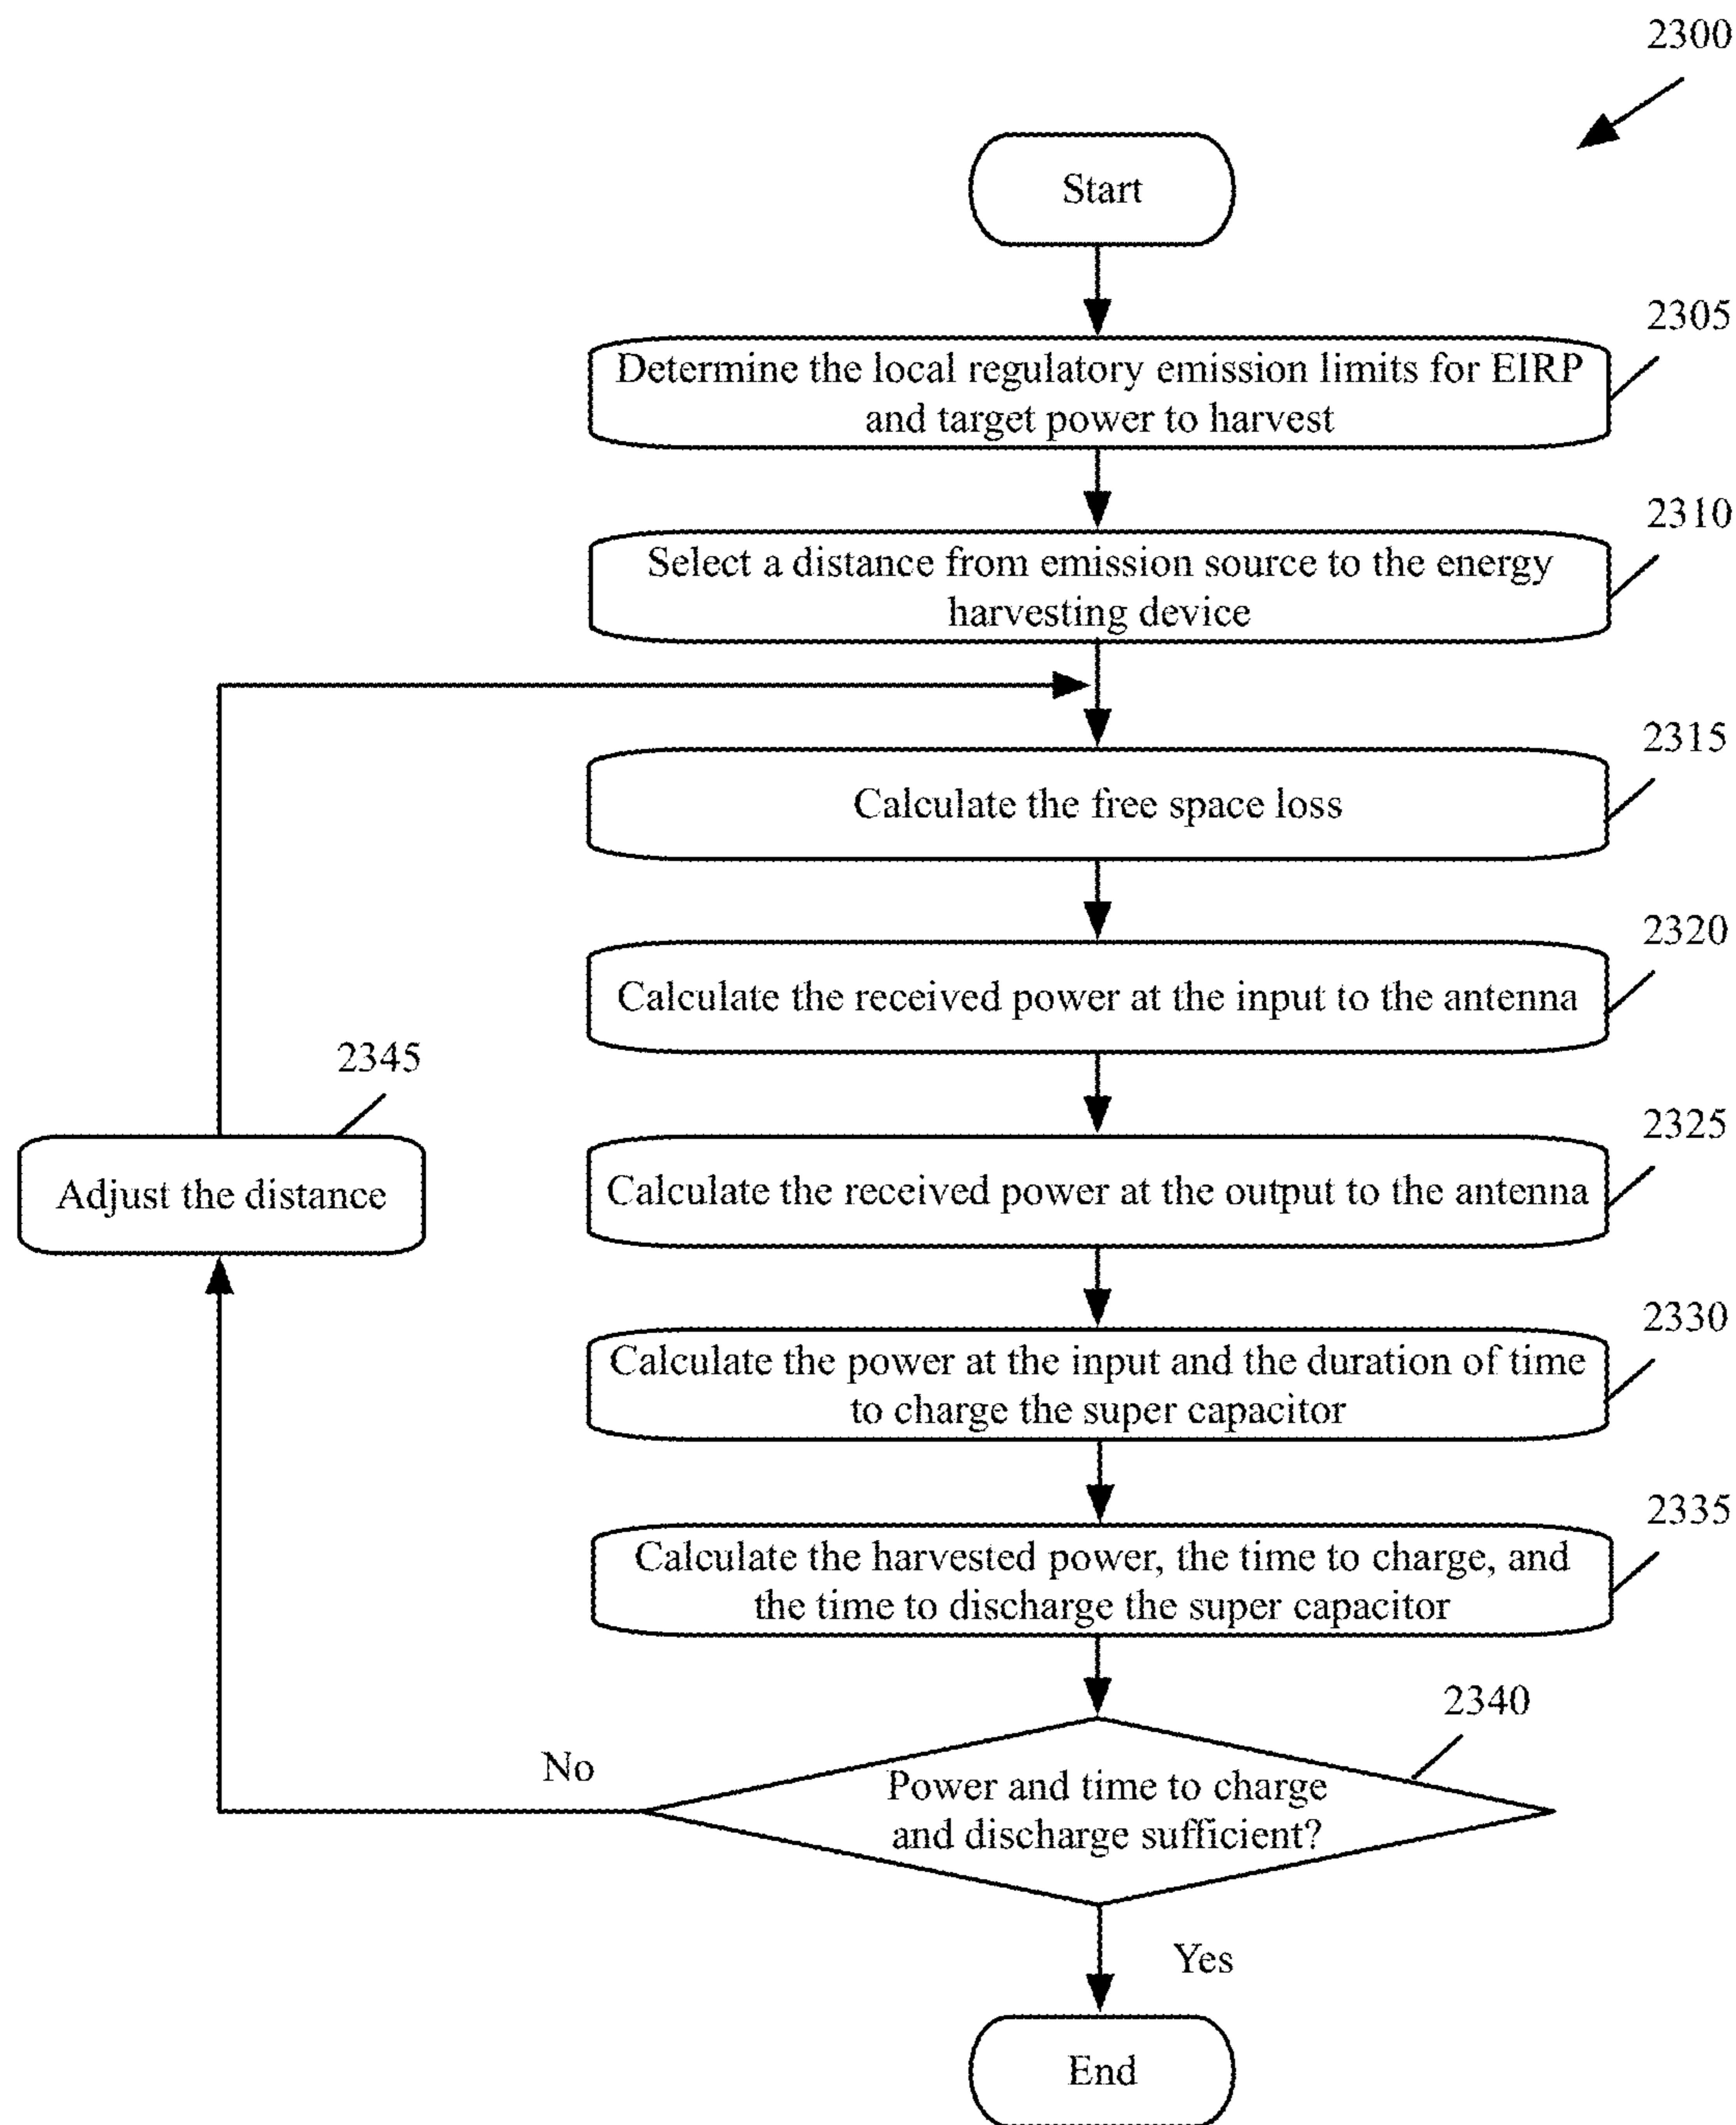 2300
Start
2305
Determine the local regulatory emission limits for EIRP
and target power to harvest
2310
Select a distance from emission source to the energy
harvesting device
2315
Calculate the free space loss
2320
Calculate the received power at the input to the antenna
2345
Adjust the distance
2325
Calculate the received power at the output to the antenna
2330
Calculate the power at the input and the duration of time
to charge the super capacitor
2335
Calculate the harvested power, the time to charge, and
the time to discharge the super capacitor
2340
No
Power and time to charge
and discharge sufficient?
Yes
End